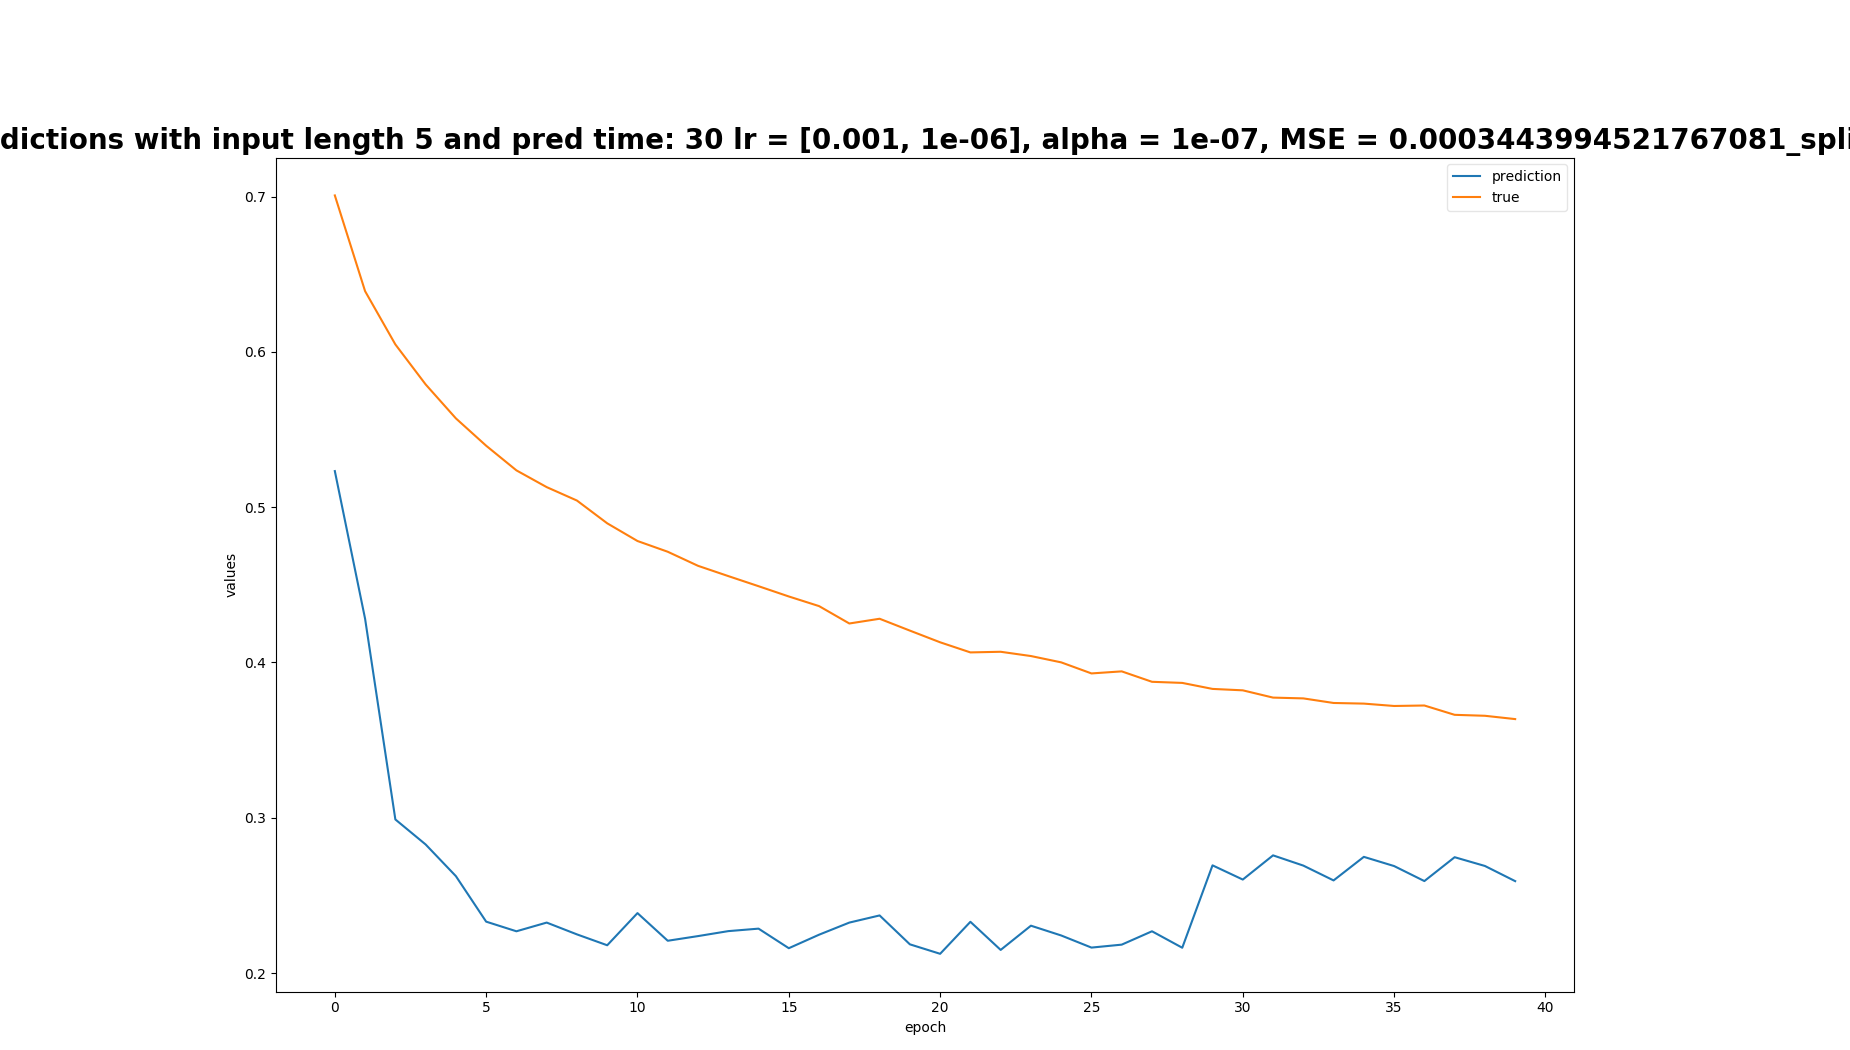 dictions with input length 5 and pred time: 30 lr = [0.001, 1e-06], alpha = 1e-07, MSE = 0.0003443994521767081_spli
prediction
true
0.7
0.6
0.5
0.4
0.3
0.2
values
0 5 10 15 20 25 30 35 40
epoch